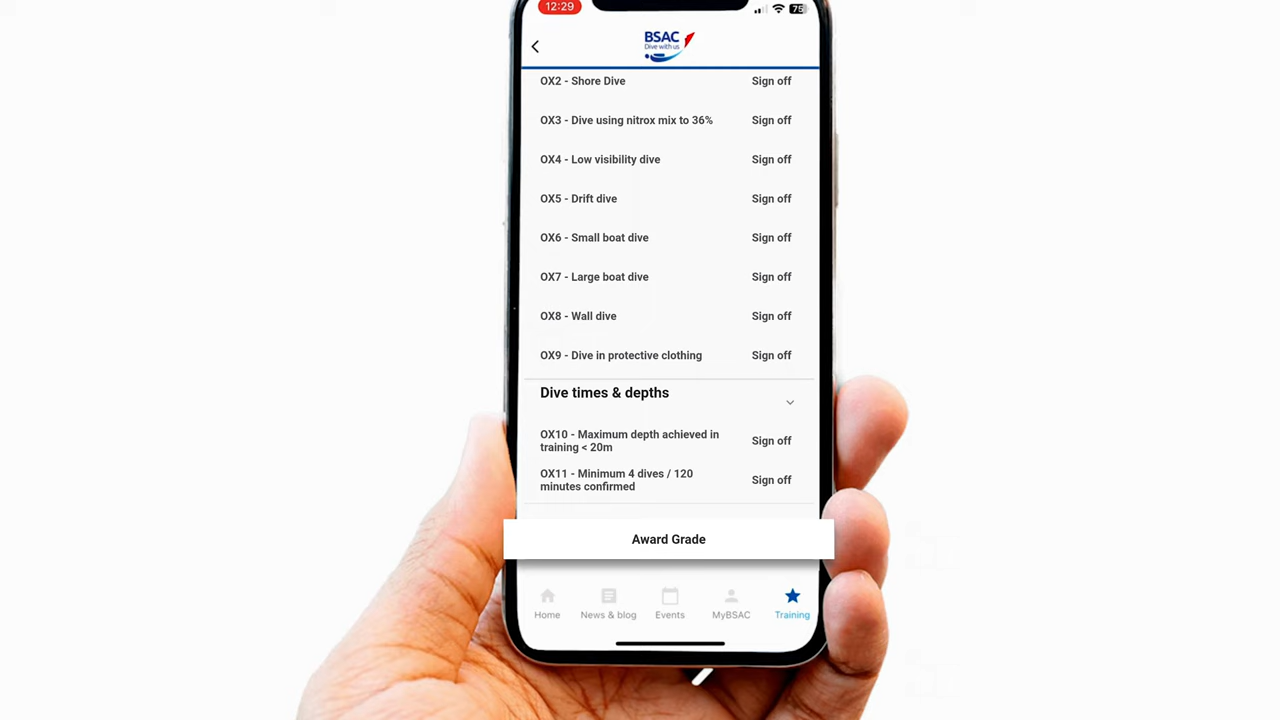 12:29
75
BSAC
Dive with us
OX2 - Shore Dive Sign off
OX3 - Dive using nitrox mix to 36% Sign off
OX4 - Low visibility dive Sign off
OX5 - Drift dive Sign off
OX6 - Small boat dive Sign off
OX7 - Large boat dive Sign off
OX8 - Wall dive Sign off
OX9 - Dive in protective clothing Sign off
Dive times & depths
OX10 - Maximum depth achieved in
training < 20m
Sign off
OX11 - Minimum 4 dives / 120
minutes confirmed
Sign off
Award Grade
Home News & blog Events MyBSAC Training